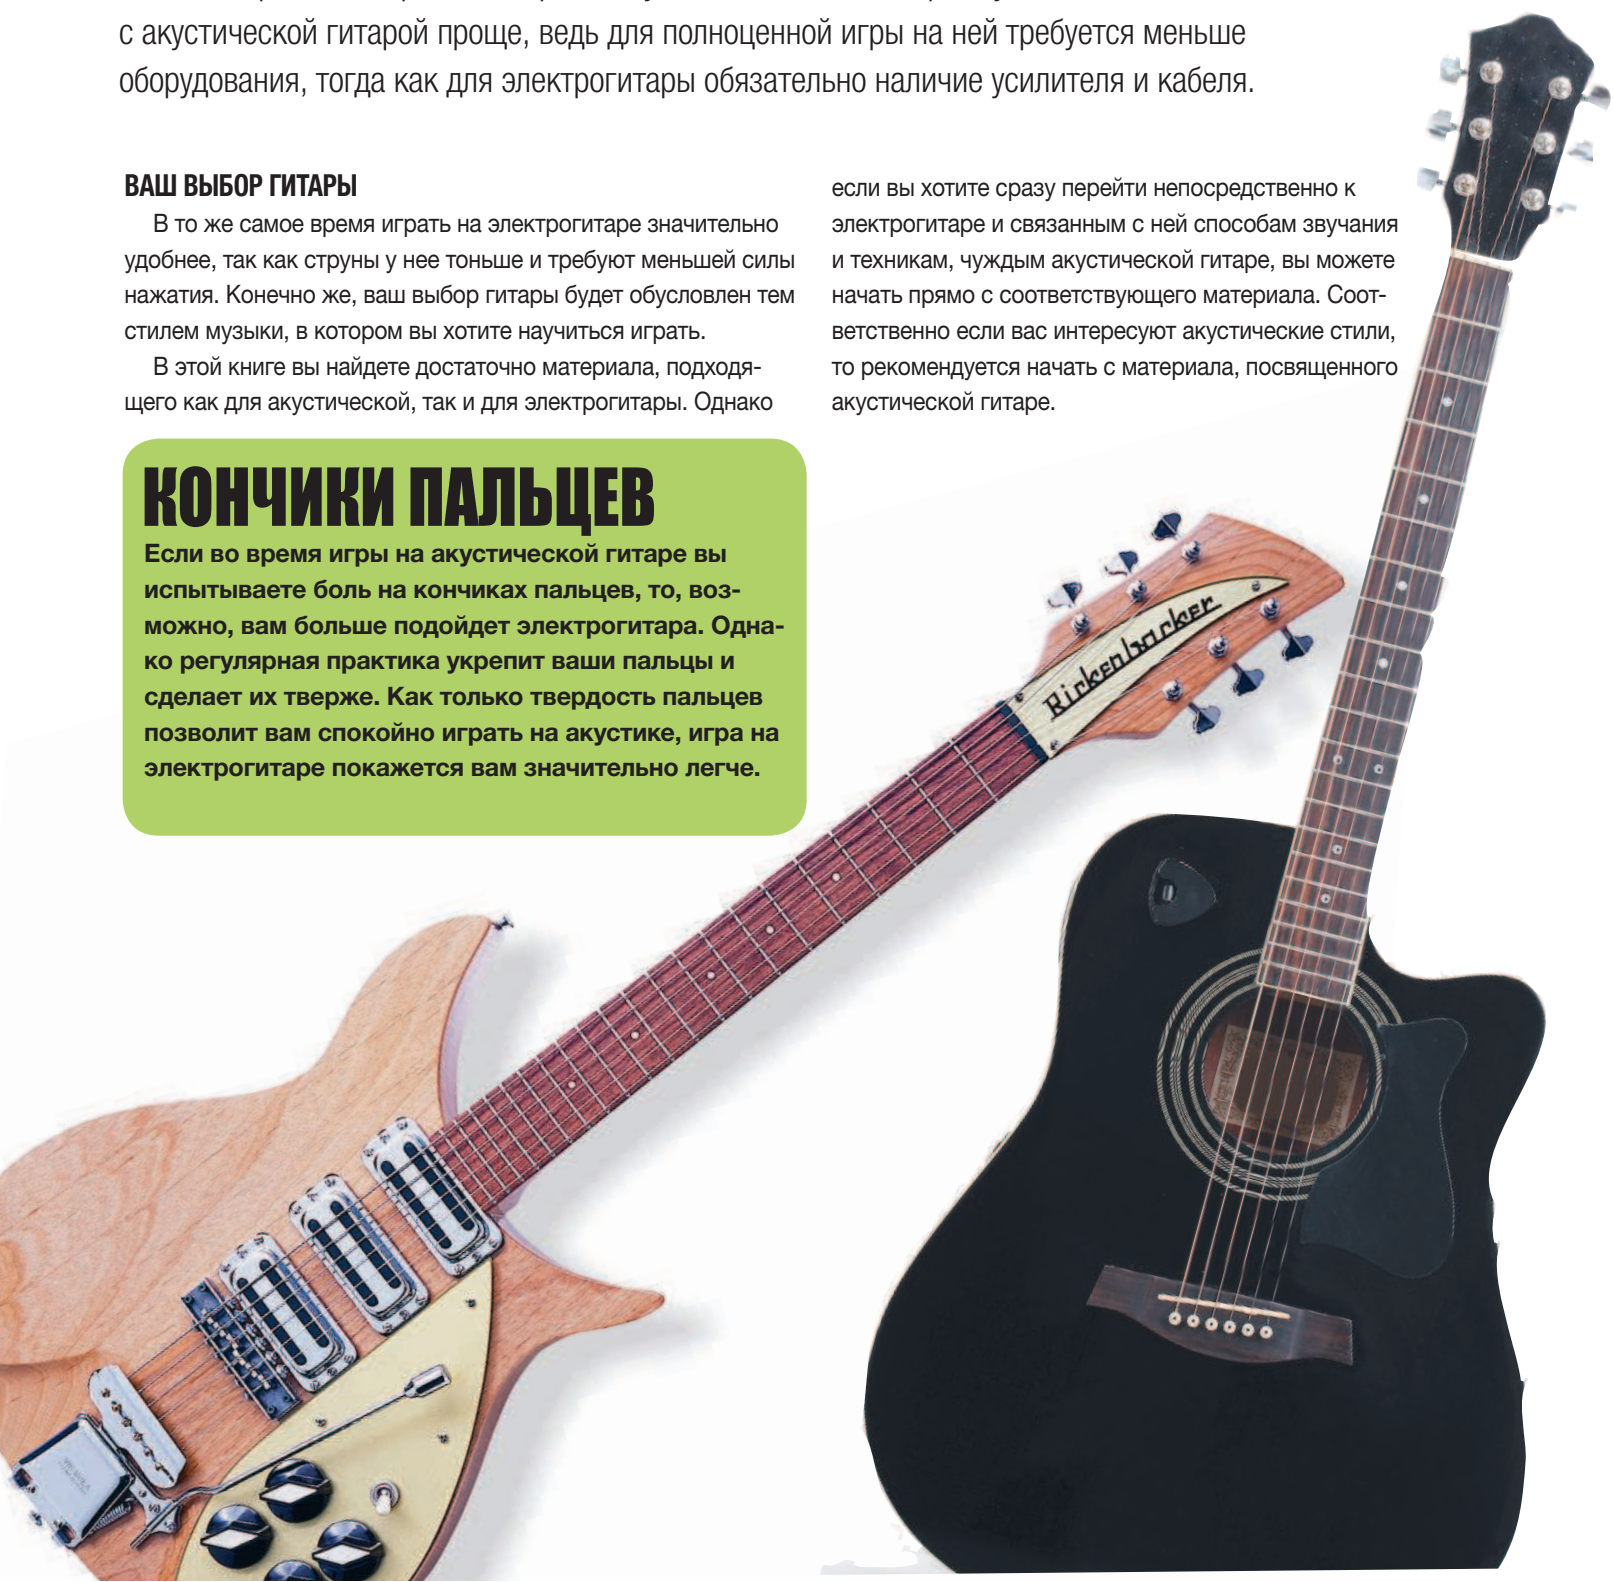 с акустической гитарой проще, ведь для полноценной игры на ней требуется меньше
оборудования, тогда как для электрогитары обязательно наличие усилителя и кабеля.
ВАШ ВЫБОР ГИТАРЫ
В то же самое время играть на электрогитаре значительно
удобнее, так как струны у нее тоньше и требуют меньшей силы
нажатия. Конечно же, ваш выбор гитары будет обусловлен тем
стилем музыки, в котором вы хотите научиться играть.
В этой книге вы найдете достаточно материала, подходя-
щего как для акустической, так и для электрогитары. Однако
если вы хотите сразу перейти непосредственно к
электрогитаре и связанным с ней способам звучания
и техникам, чуждым акустической гитаре, вы можете
начать прямо с соответствующего материала. Соот-
ветственно если вас интересуют акустические стили,
то рекомендуется начать с материала, посвященного
акустической гитаре.
КОНЧИКИ ПАЛЬЦЕВ
Если во время игры на акустической гитаре вы
испытываете боль на кончиках пальцев, то, воз-
можно, вам больше подойдет электрогитара. Одна-
ко регулярная практика укрепит ваши пальцы и
сделает их тверже. Как только твердость пальцев
позволит вам спокойно играть на акустике, игра на
электрогитаре покажется вам значительно легче.
Rickenbacker